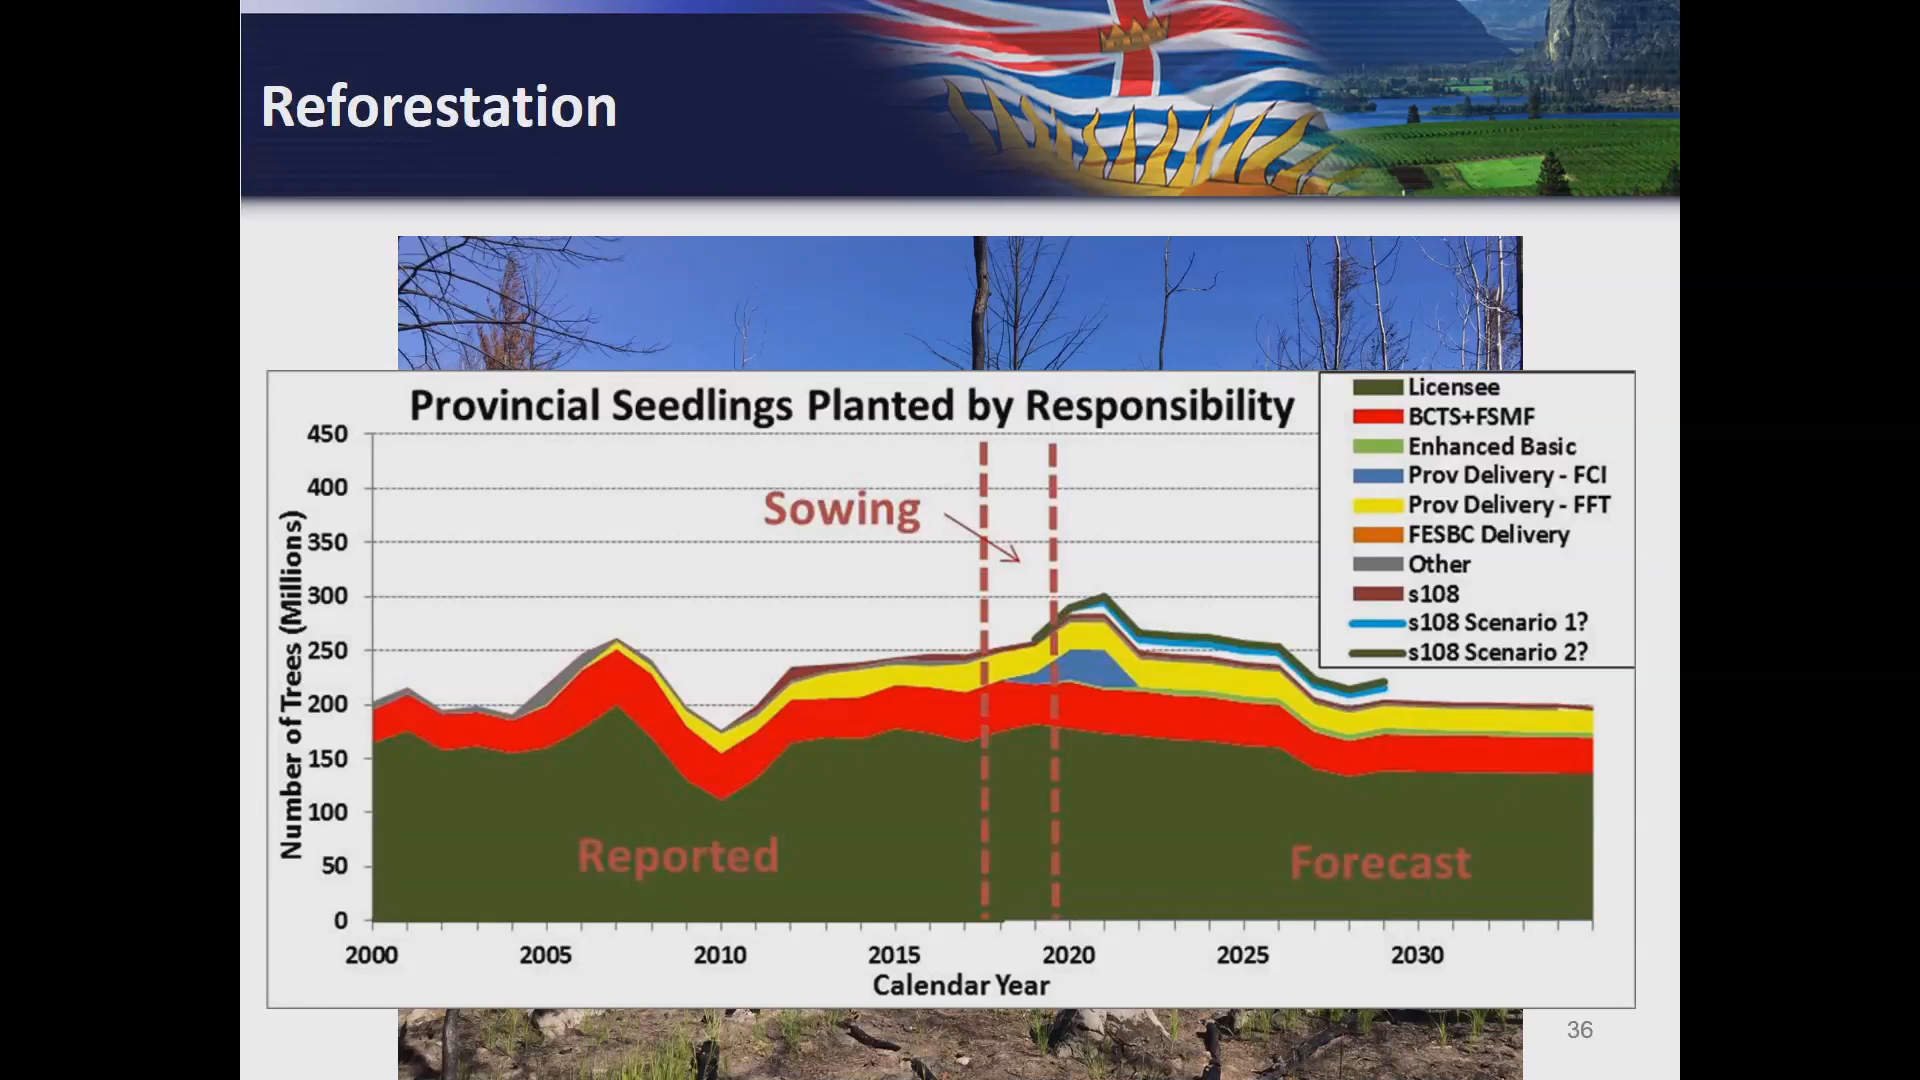 Reforestation
Provincial Seedlings Planted by Responsibility
Licensee
BCTS+FSMF
Enhanced Basic
Prov Delivery - FCI
Prov Delivery - FFT
FESBC Delivery
Other
s108
s108 Scenario 1?
s108 Scenario 2?
Number of Trees (Millions)
450
400
350
300
250
200
150
100
50
0
Sowing
Reported
Forecast
2000 2005 2010 2015 2020 2025 2030
Calendar Year
36